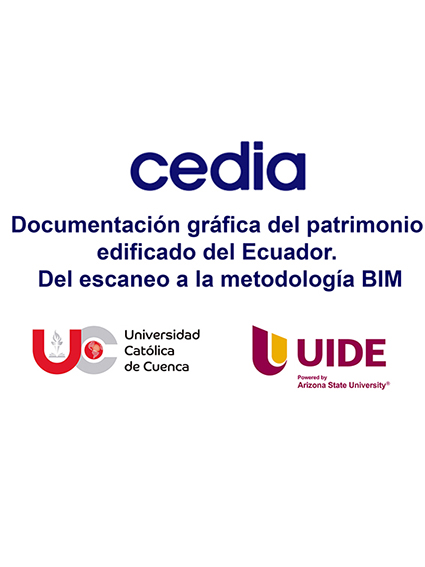 cedia
Documentación gráfica del patrimonio
edificado del Ecuador.
Del escaneo a la metodología BIM
UC
Universidad
Católica
de Cuenca
UIDE
Powered by
Arizona State University®